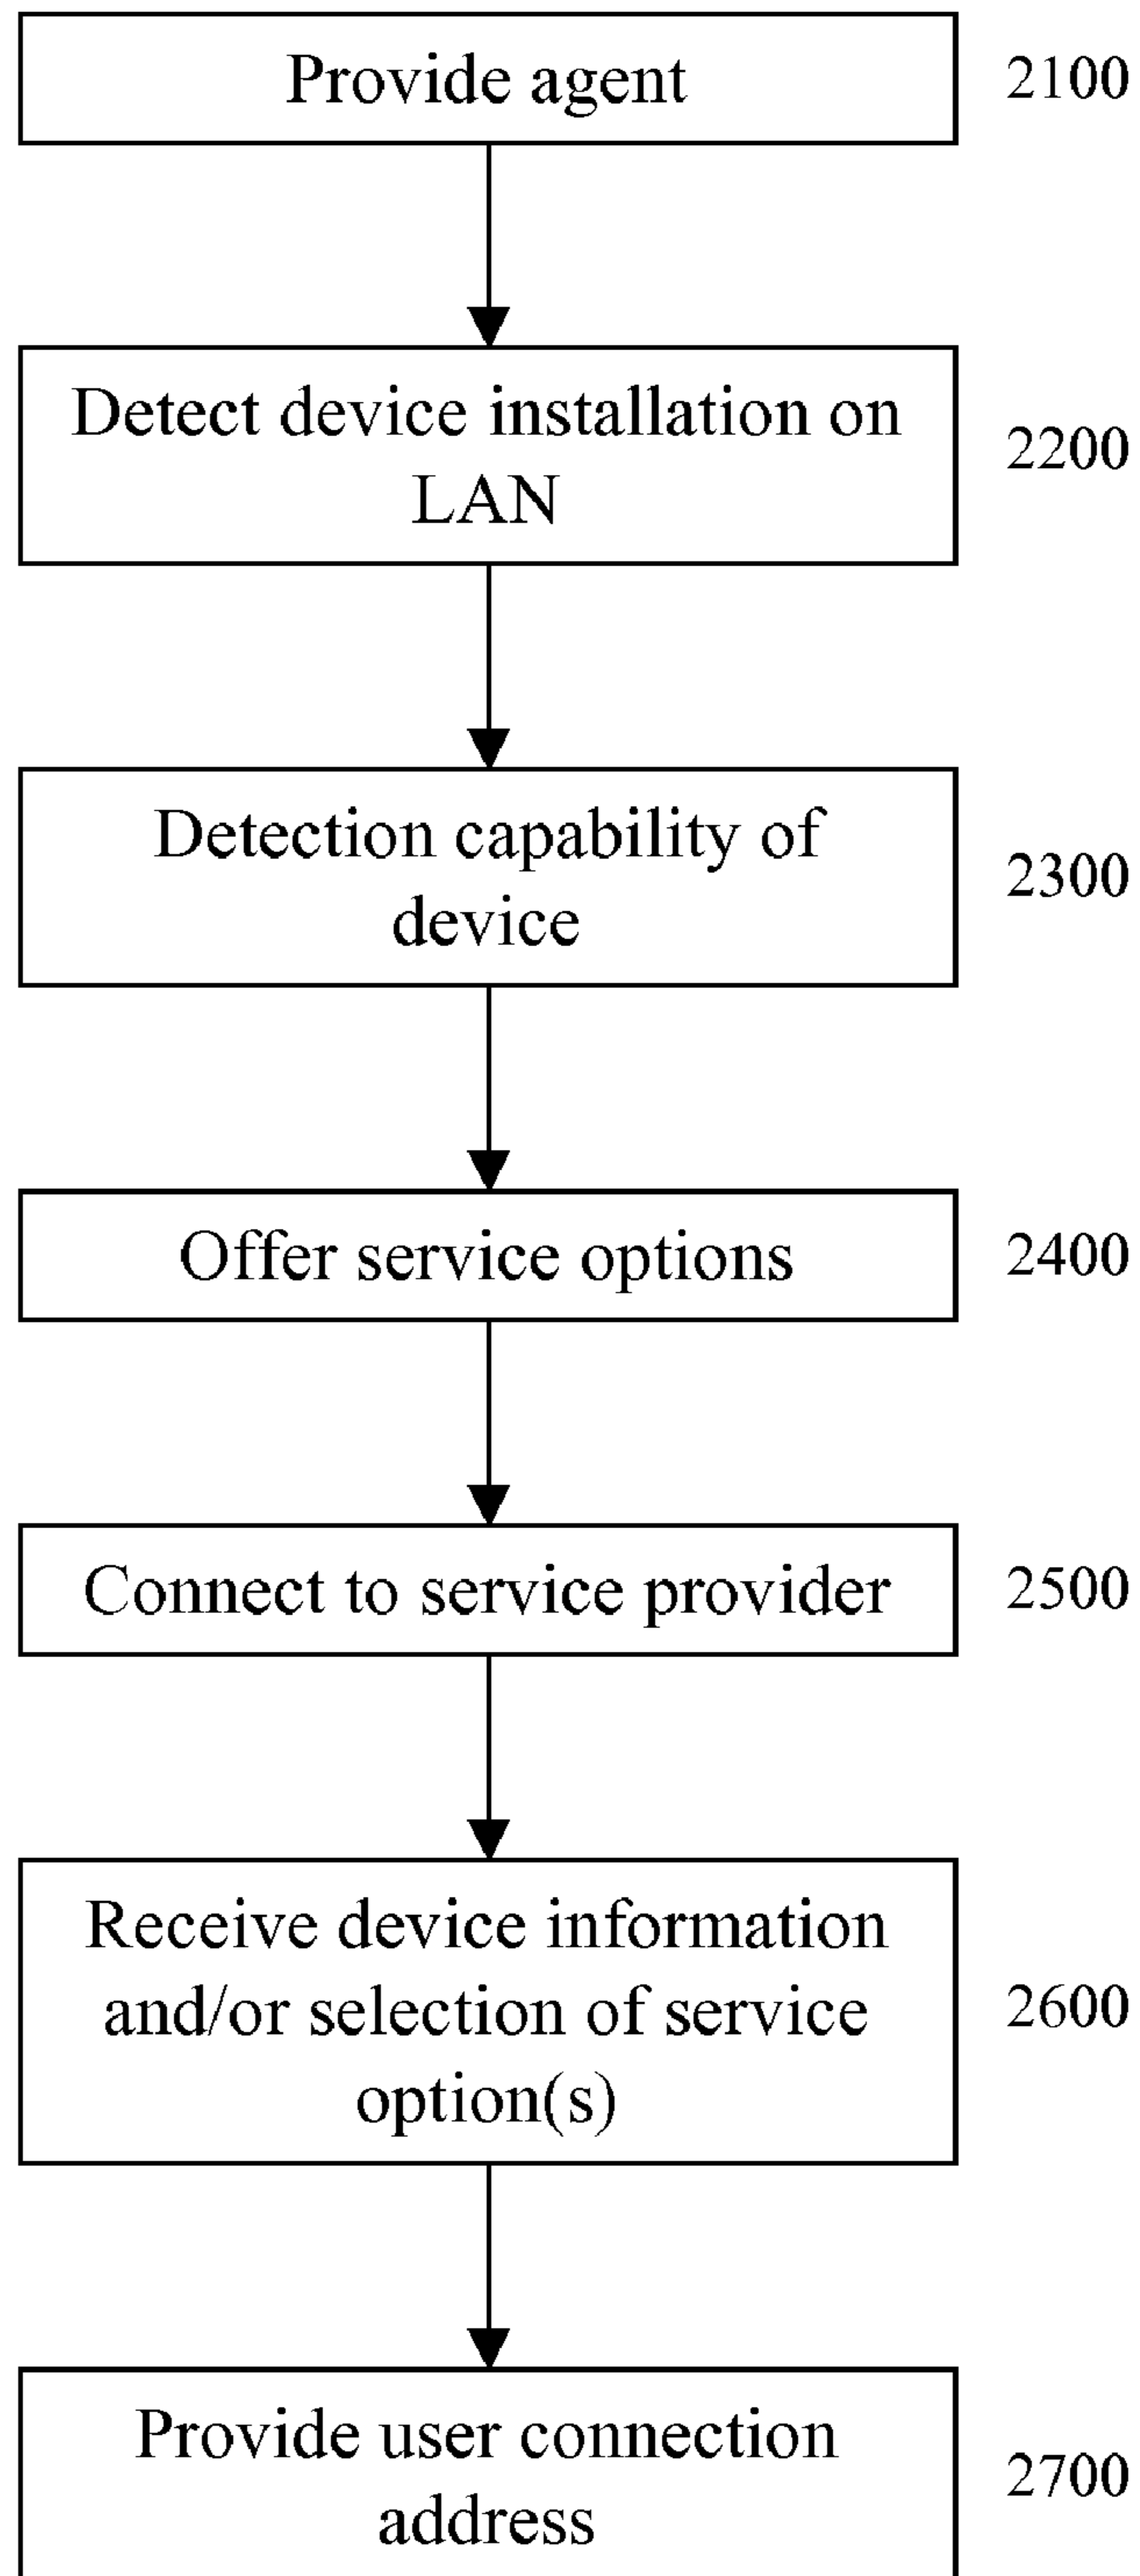 Provide agent
2100
Detect device installation on
LAN
2200
Detection capability of
device
2300
Offer service options
2400
Connect to service provider
2500
Receive device information
and/or selection of service
option(s)
2600
Provide user connection
address
2700